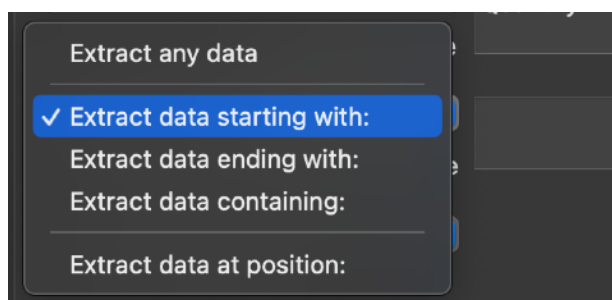 Extract any data
Extract data starting with:
Extract data ending with:
Extract data containing:
Extract data at position: